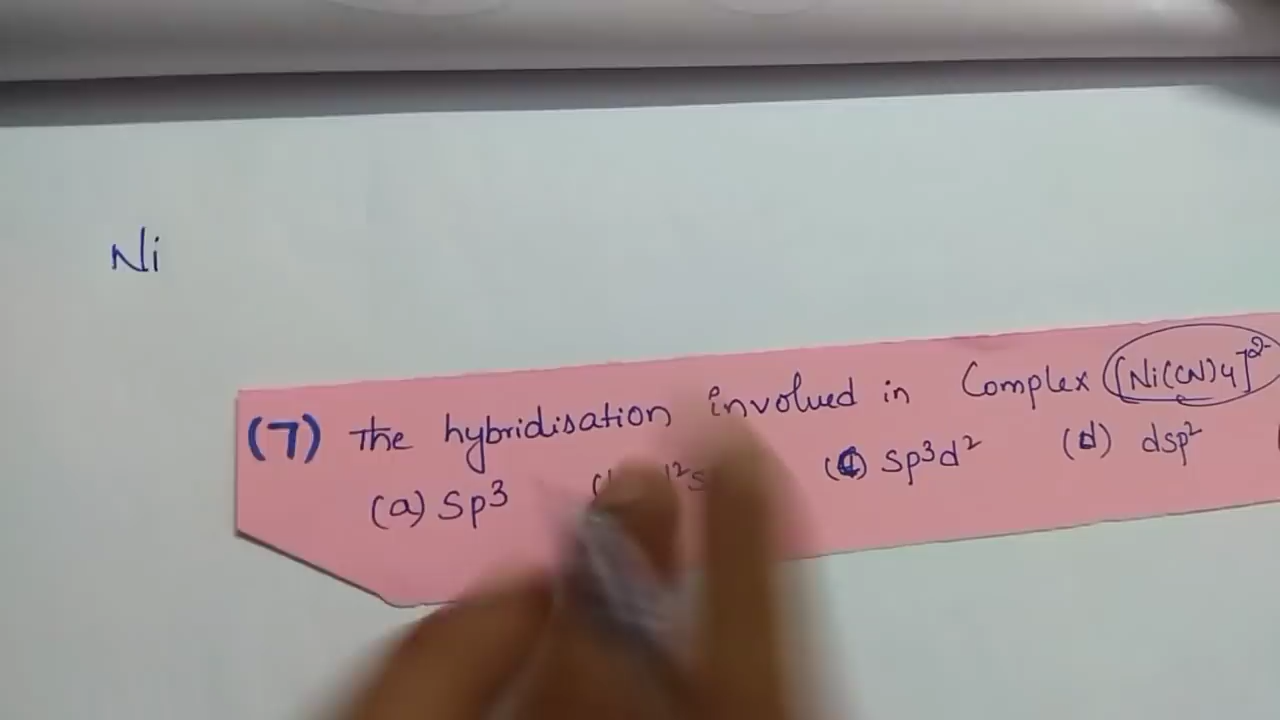 Ni
(7) The hybridisation involved in Complex [Ni(CN)4]2-
(a) Sp3 (c) Sp3d2 (d) dsp2